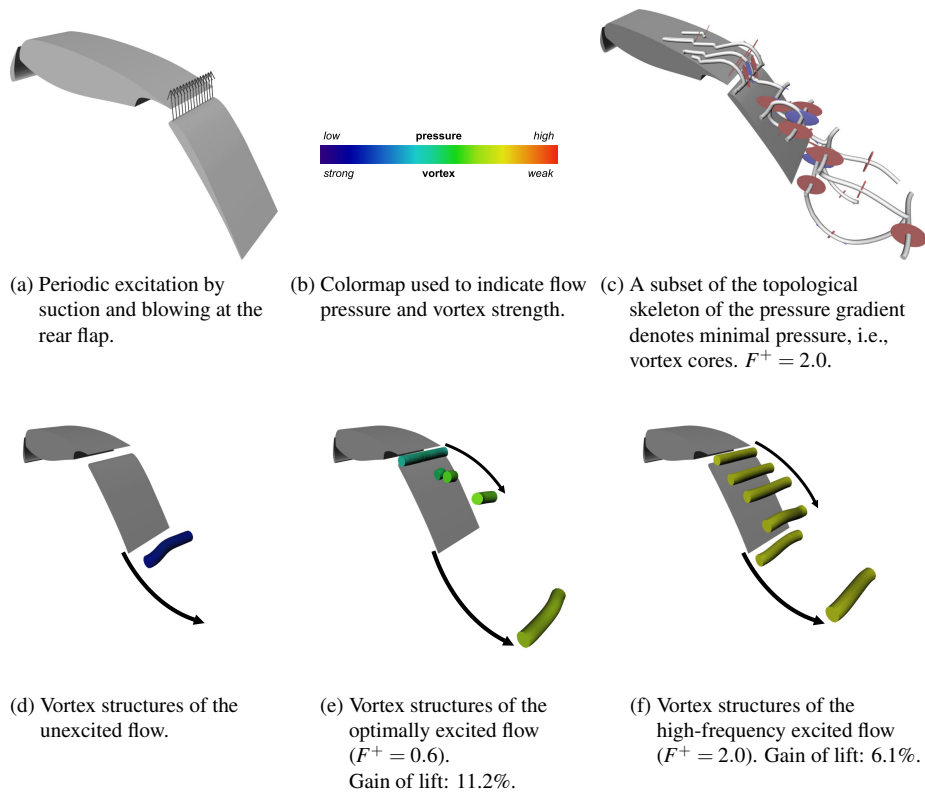 low pressure high
strong vortex weak
(a) Periodic excitation by
suction and blowing at the
rear flap.
(b) Colormap used to indicate flow
pressure and vortex strength.
(c) A subset of the topological
skeleton of the pressure gradient
denotes minimal pressure, i.e.,
vortex cores. F⁺ = 2.0.
(d) Vortex structures of the
unexcited flow.
(e) Vortex structures of the
optimally excited flow
(F⁺ = 0.6).
Gain of lift: 11.2%.
(f) Vortex structures of the
high-frequency excited flow
(F⁺ = 2.0). Gain of lift: 6.1%.